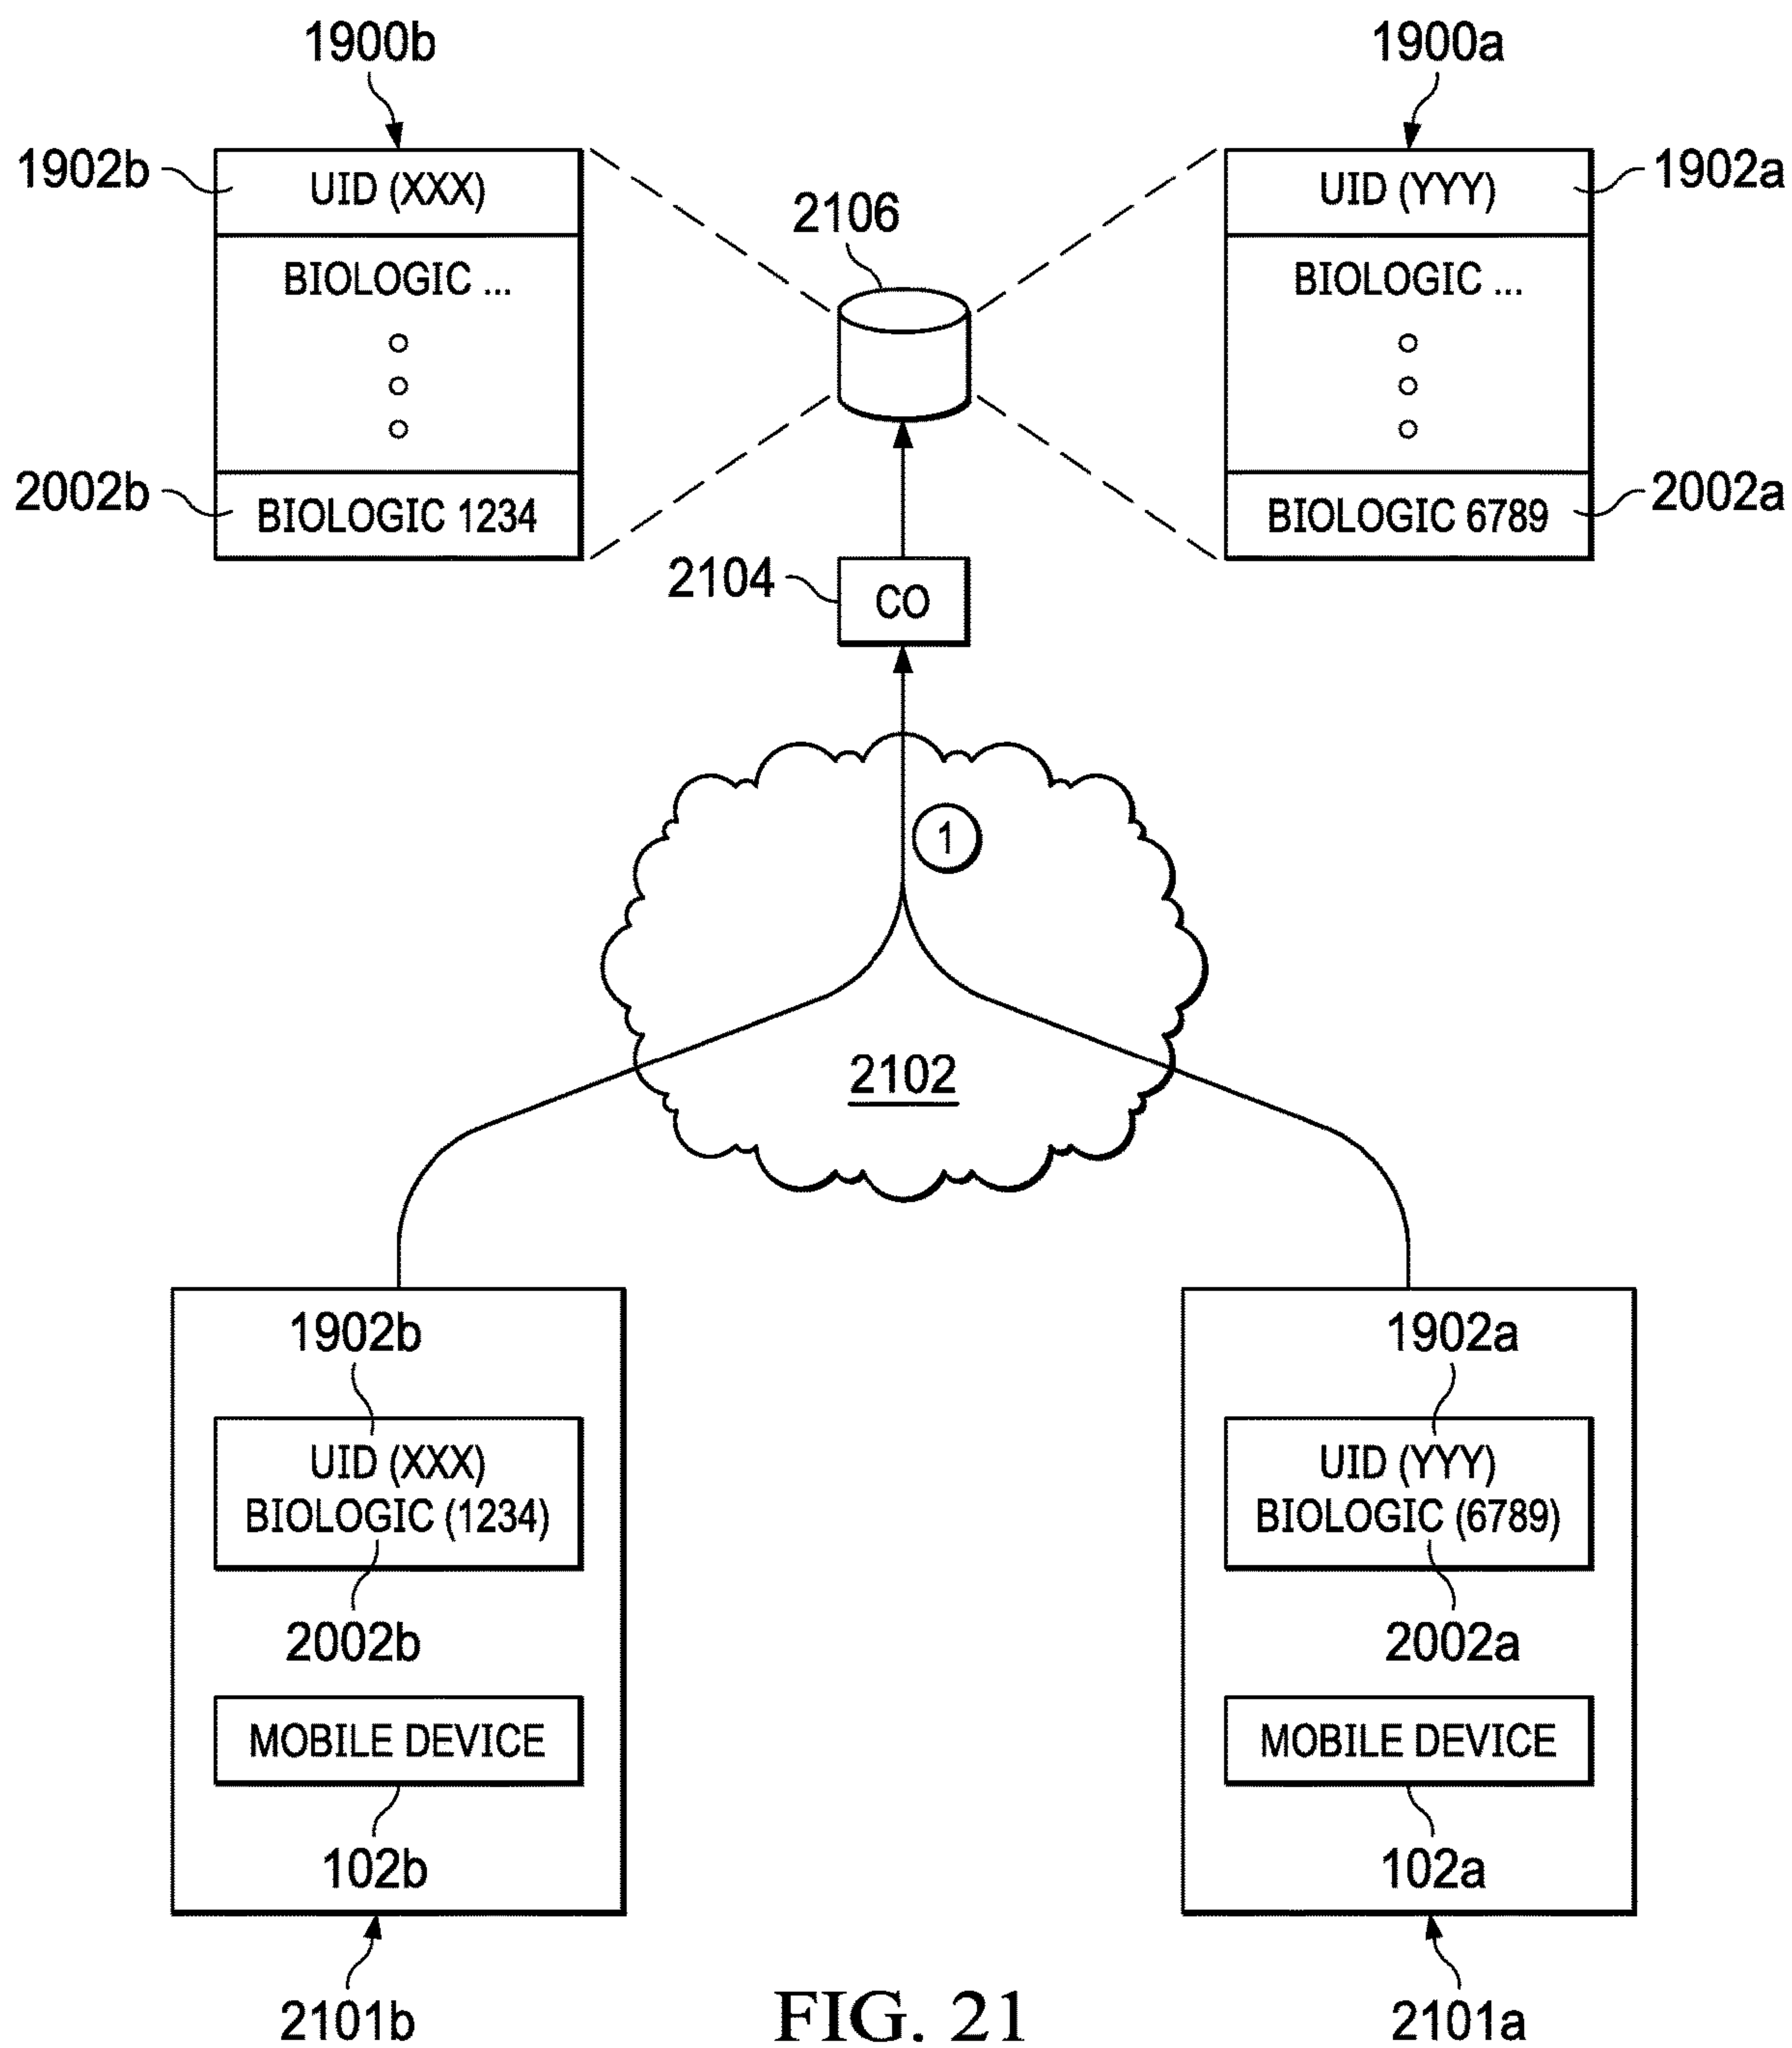 1900b
1900a
1902b
UID (XXX)
2106
UID (YYY)
1902a
BIOLOGIC ...
BIOLOGIC ...
2002b
BIOLOGIC 1234
BIOLOGIC 6789
2002a
2104
CO
1
2102
1902b
1902a
UID (XXX)
BIOLOGIC (1234)
UID (YYY)
BIOLOGIC (6789)
2002b
2002a
MOBILE DEVICE
MOBILE DEVICE
102b
102a
2101b
FIG. 21
2101a